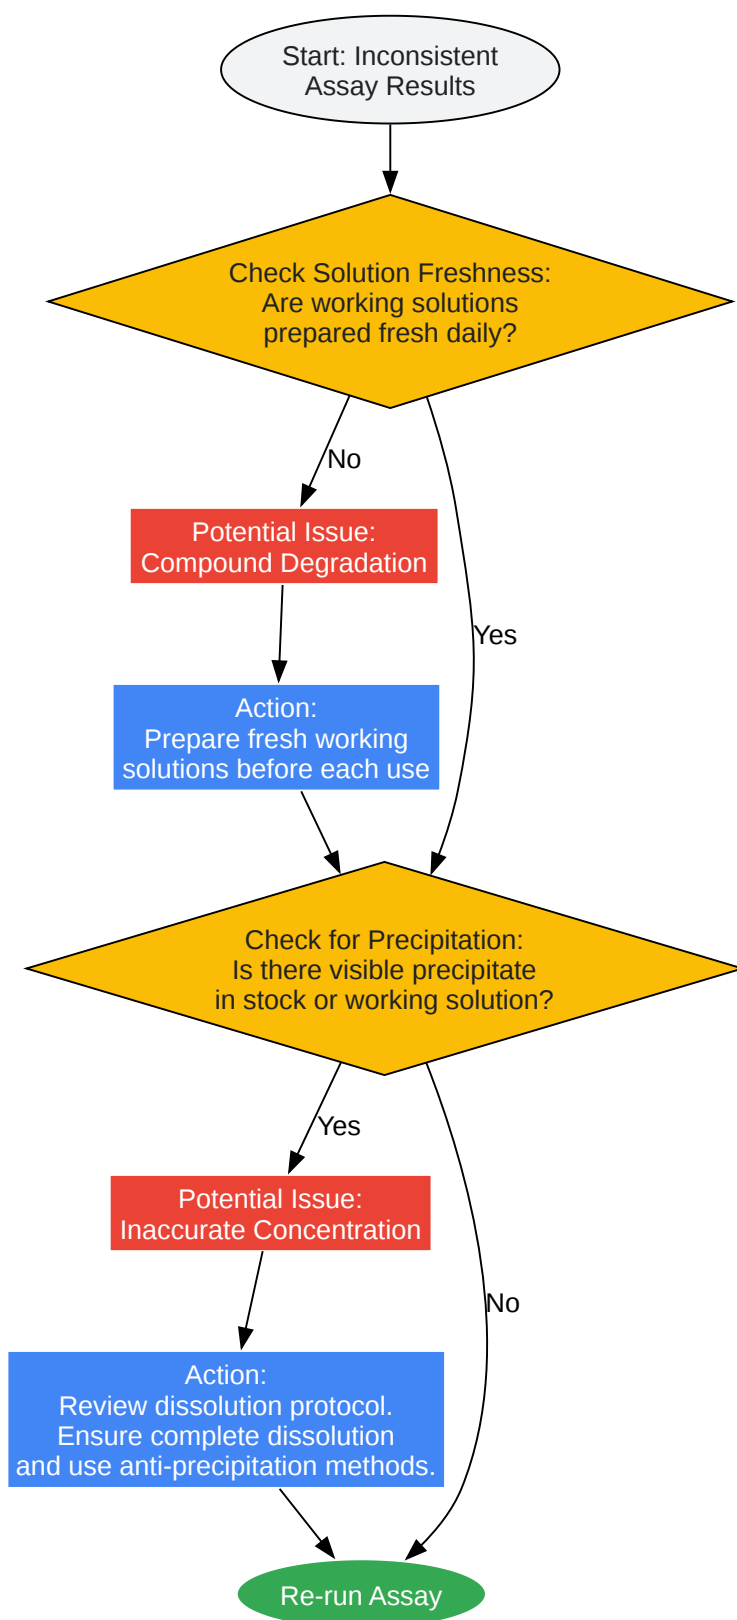 Start: Inconsistent
Assay Results
Check Solution Freshness:
Are working solutions
prepared fresh daily?
No
Potential Issue:
Compound Degradation
Yes
Action:
Prepare fresh working
solutions before each use
Check for Precipitation:
Is there visible precipitate
in stock or working solution?
Yes
Potential Issue:
Inaccurate Concentration
No
Action:
Review dissolution protocol.
Ensure complete dissolution
and use anti-precipitation methods.
Re-run Assay